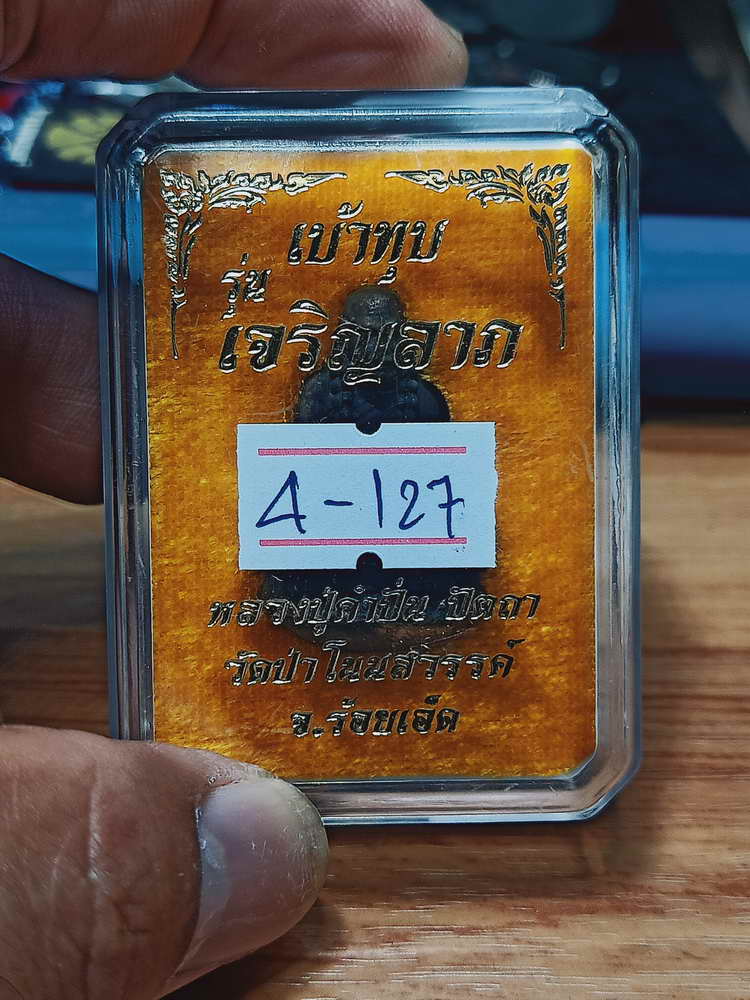 เบ้าทุบ
รุ่น
เจริญลาภ
4-127
หลวงปู่คำปั่น ปัตถา
วัดป่าโนนสวรรค์
จ.ร้อยเอ็ด